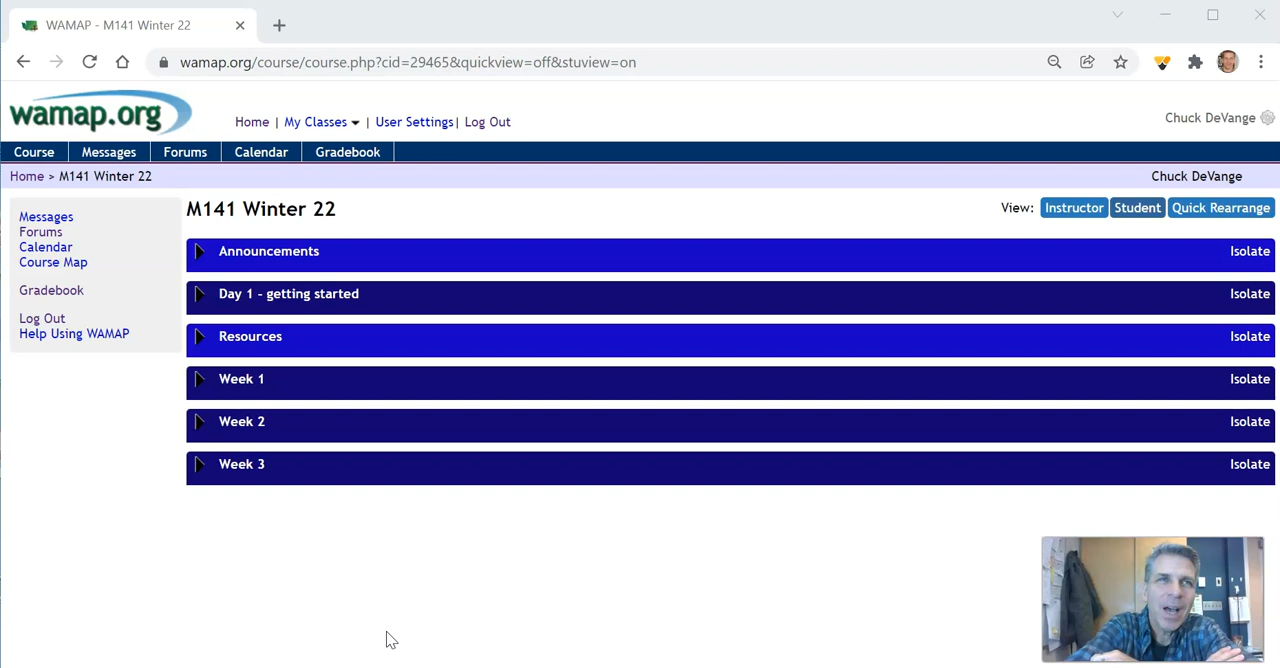 WAMAP - M141 Winter 22
wamap.org/course/course.php?cid=29465&quickview=off&stuview=on
wamap.org
Home | My Classes | User Settings| Log Out
Chuck DeVange
Course Messages Forums Calendar Gradebook
Home > M141 Winter 22
Chuck DeVange
Messages
Forums
Calendar
Course Map
Gradebook
Log Out
Help Using WAMAP
M141 Winter 22
View: Instructor Student Quick Rearrange
Announcements Isolate
Day 1 - getting started Isolate
Resources Isolate
Week 1 Isolate
Week 2 Isolate
Week 3 Isolate